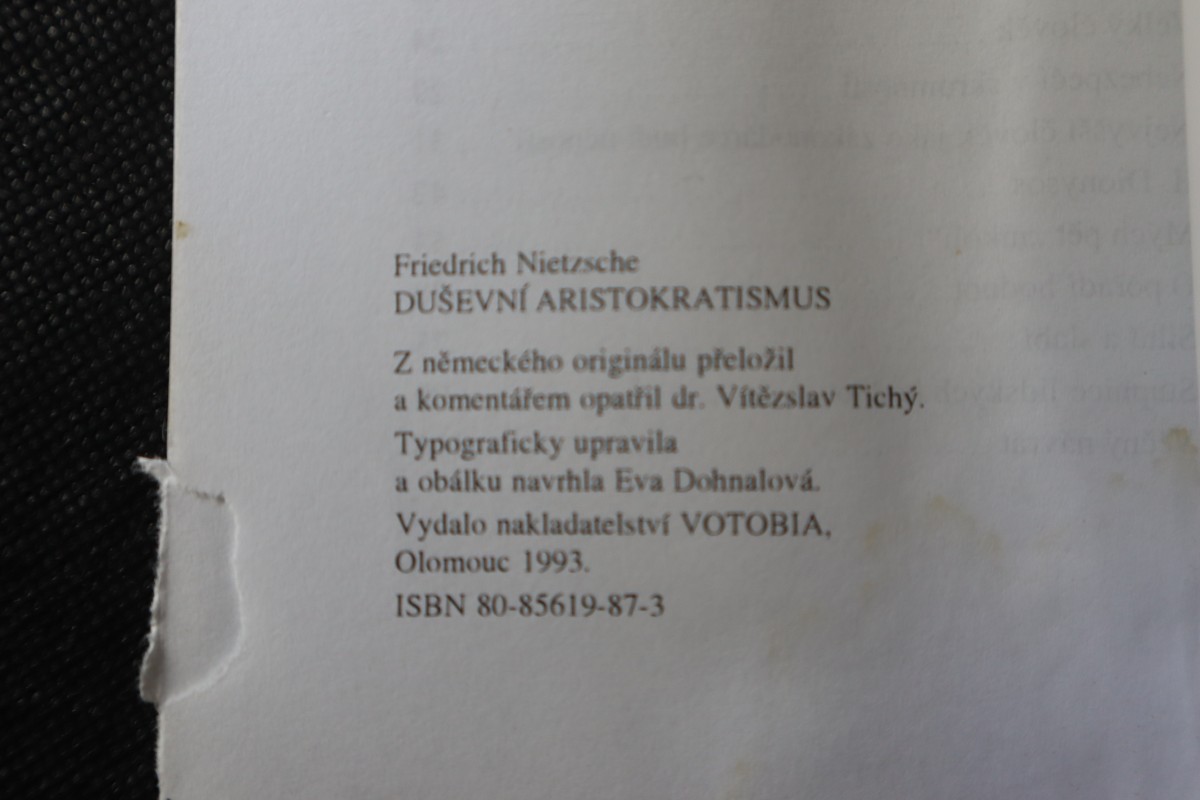 Friedrich Nietzsche
DUŠEVNÍ ARISTOKRATISMUS
Z německého originálu přeložil
a komentářem opatřil dr. Vítězslav Tichý.
Typograficky upravila
a obálku navrhla Eva Dohnalová.
Vydalo nakladatelství VOTOBIA,
Olomouc 1993.
ISBN 80-85619-87-3